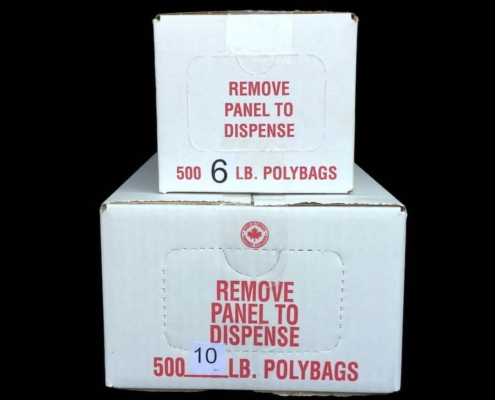 REMOVE
PANEL TO
DISPENSE
500 6 LB. POLYBAGS
REMOVE
PANEL TO
DISPENSE
500 10 LB. POLYBAGS